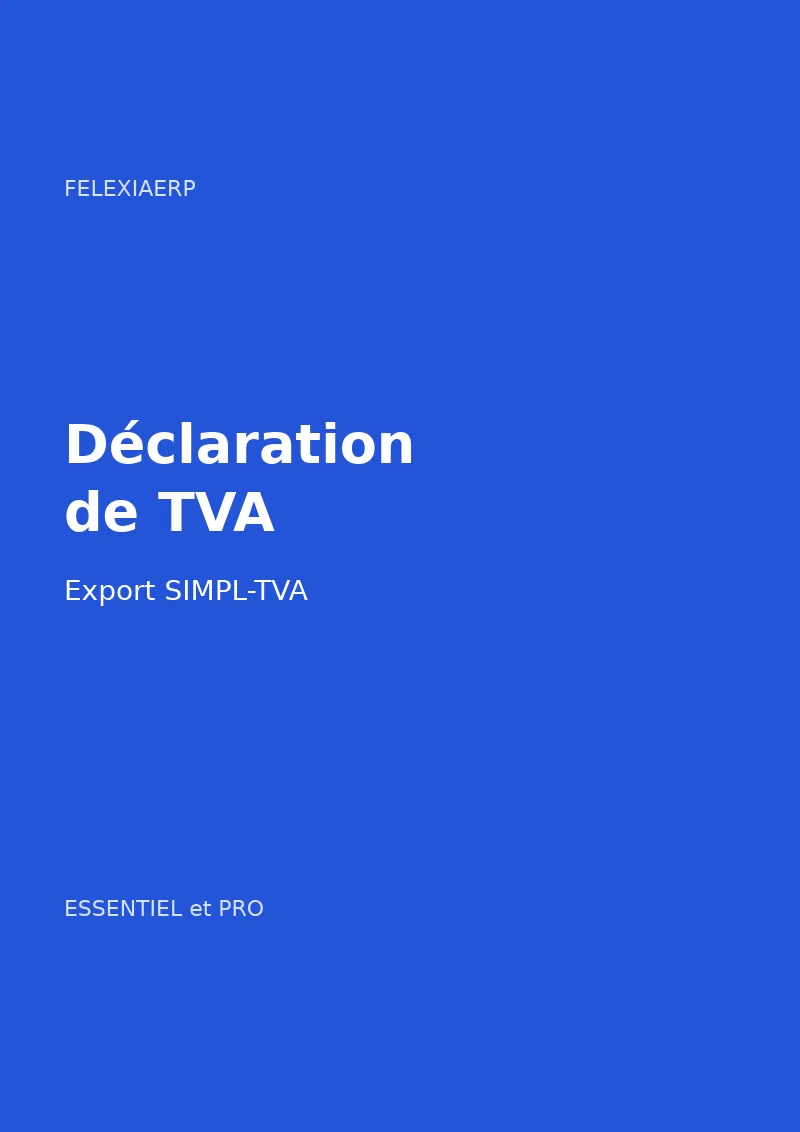 FELEXIAERP
Déclaration
de TVA
Export SIMPL-TVA
ESSENTIEL et PRO